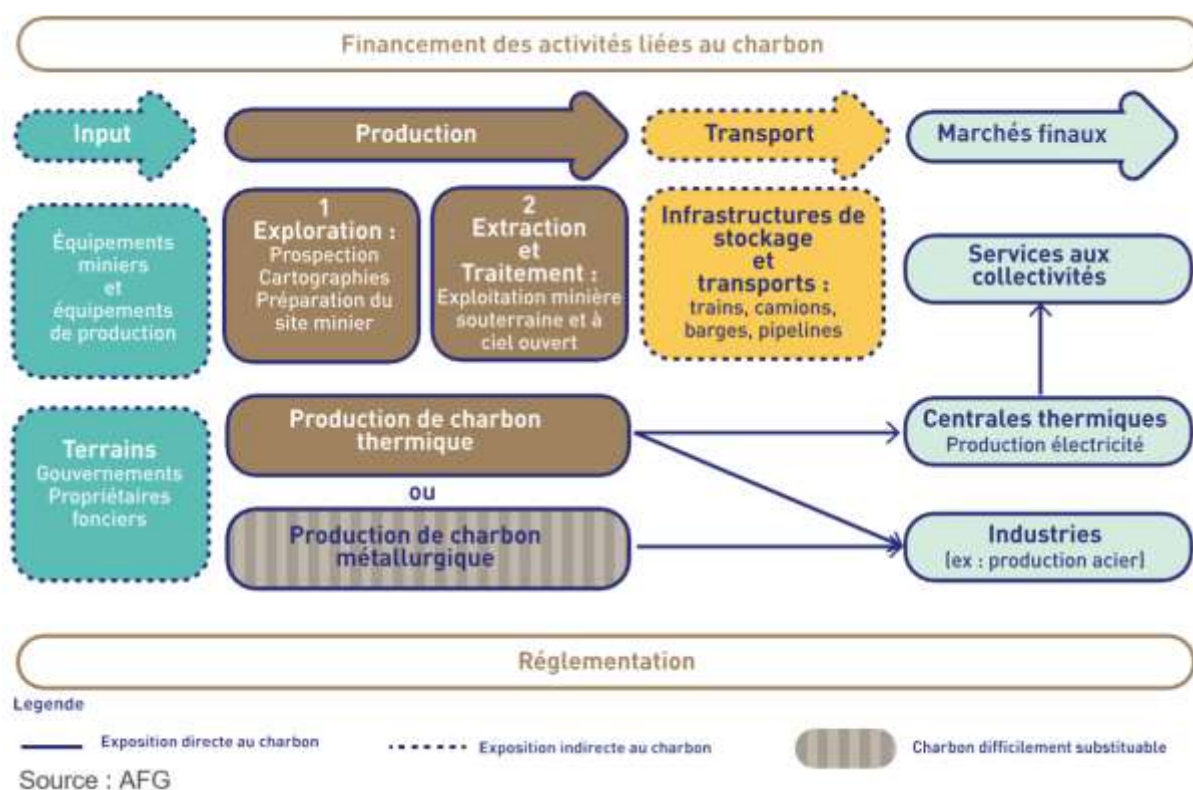 Financement des activités liées au charbon
Input
Production
Transport
Marchés finaux
Équipements
miniers
et
équipements
de production
1
Exploration :
Prospection
Cartographies
Préparation du
site minier
2
Extraction
et
Traitement :
Exploitation minière
souterraine et à
ciel ouvert
Infrastructures de
stockage
et
transports :
trains, camions,
barges, pipelines
Services aux
collectivités
Terrains
Gouvernements
Propriétaires
fonciers
Production de charbon
thermique
ou
Production de charbon
métallurgique
Centrales thermiques
Production électricité
Industries
(ex : production acier)
Réglementation
Legende
Exposition directe au charbon
Exposition indirecte au charbon
Charbon difficilement substituable
Source : AFG